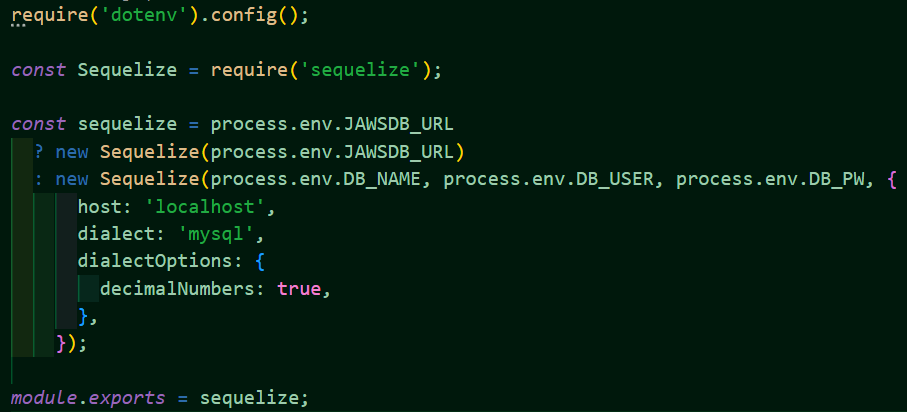 require('dotenv').config();
const Sequelize = require('sequelize');
const sequelize = process.env.JAWSDB_URL
? new Sequelize(process.env.JAWSDB_URL)
: new Sequelize(process.env.DB_NAME, process.env.DB_USER, process.env.DB_PW, {
host: 'localhost',
dialect: 'mysql',
dialectOptions: {
decimalNumbers: true,
},
});
module.exports = sequelize;